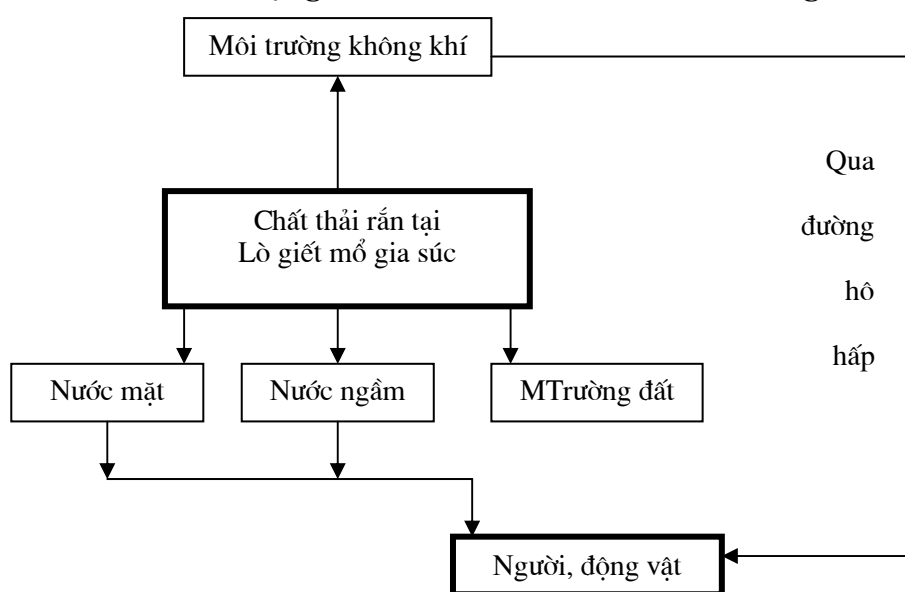 Môi trường không khí
Qua
Chất thải rắn tại
Lò giết mổ gia súc
đường
hô
hấp
Nước mặt
Nước ngầm
MTrường đất
Người, động vật